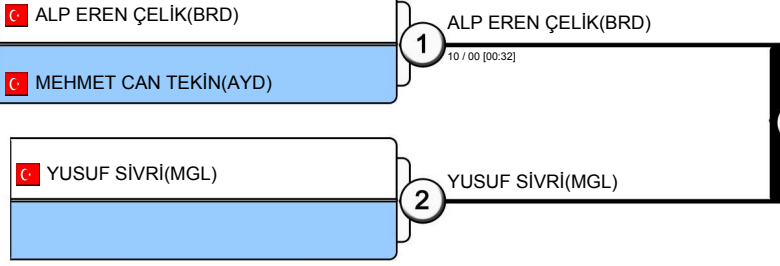 ALP EREN ÇELİK(BRD)
MEHMET CAN TEKİN(AYD)
1
ALP EREN ÇELİK(BRD)
10 / 00 [00:32]
YUSUF SİVRİ(MGL)
2
YUSUF SİVRİ(MGL)